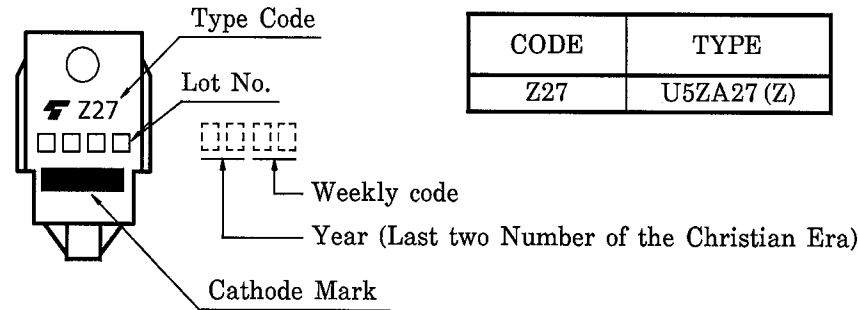 Type Code
CODE TYPE
Z27 U5ZA27 (Z)
Lot No.
Z27
Weekly code
Year (Last two Number of the Christian Era)
Cathode Mark